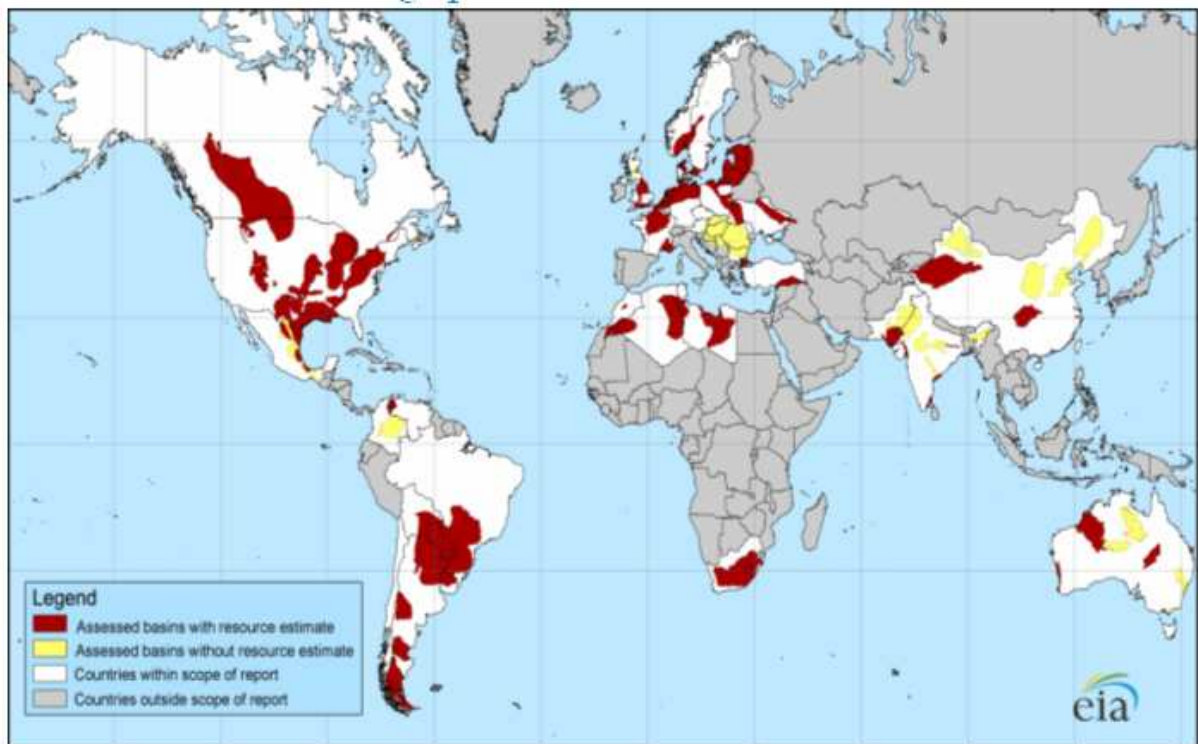 Legend
Assessed basins with resource estimate
Assessed basins without resource estimate
Countries within scope of report
Countries outside scope of report
eia